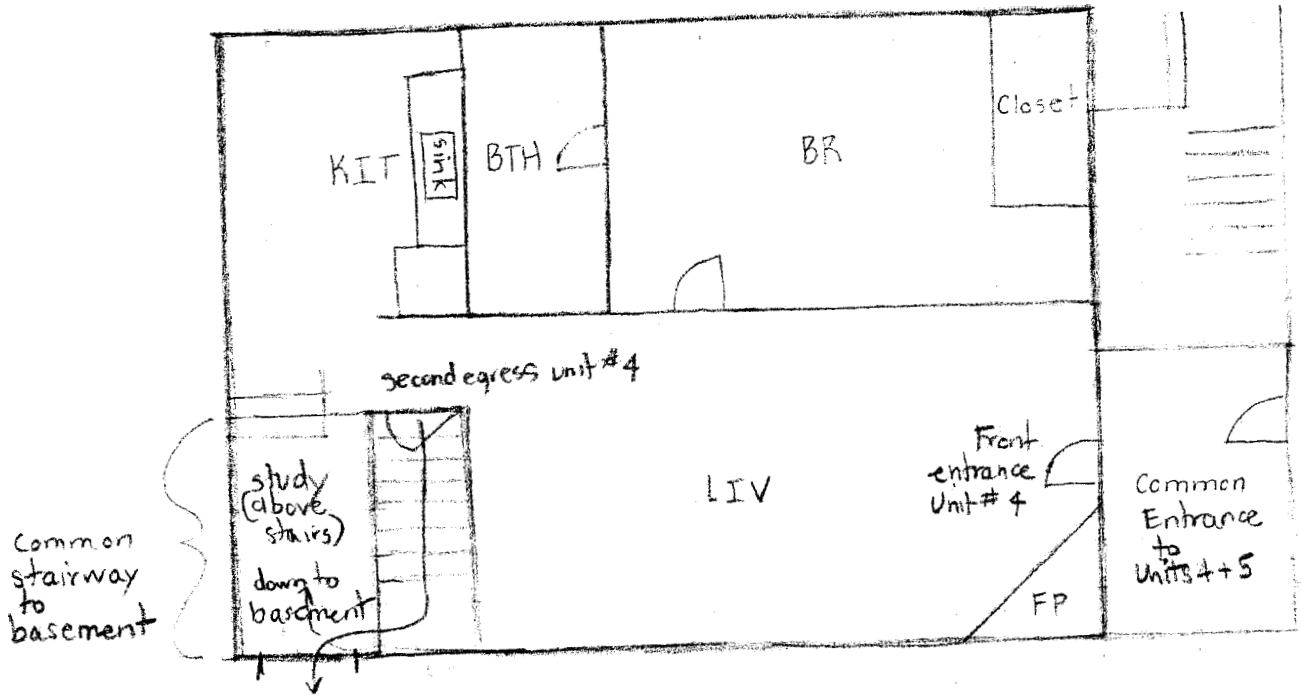 Closet
KIT
sink
BTH
BR
second egress unit #4
study
(above
stairs)
down to
basement
Common
stairway
to
basement
LIV
Front
entrance
Unit #4
FP
Common
Entrance
to
Units 4+5